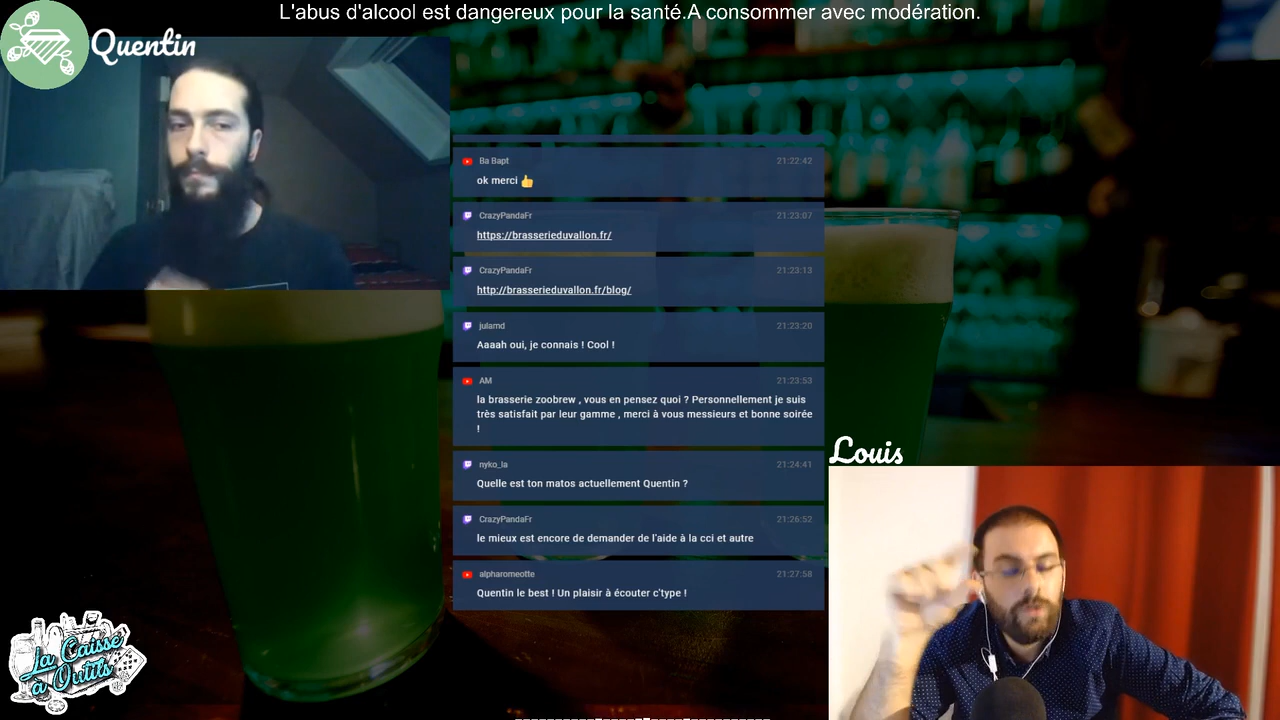 L'abus d'alcool est dangereux pour la santé.A consommer avec modération.
Quentin
Ba Bapt 21:22:42
ok merci 👍
CrazyPandaFr 21:23:07
https://brasserieduvallon.fr/
CrazyPandaFr 21:23:13
http://brasserieduvallon.fr/blog/
julamd 21:23:20
Aaaah oui, je connais ! Cool !
AM 21:23:53
la brasserie zoobrew , vous en pensez quoi ? Personnellement je suis
très satisfait par leur gamme , merci à vous messieurs et bonne soirée
!
nyko_la 21:24:41
Quelle est ton matos actuellement Quentin ?
CrazyPandaFr 21:26:52
le mieux est encore de demander de l'aide à la cci et autre
alpharomeotte 21:27:58
Quentin le best ! Un plaisir à écouter c'type !
Louis
La Caisse
à Outils